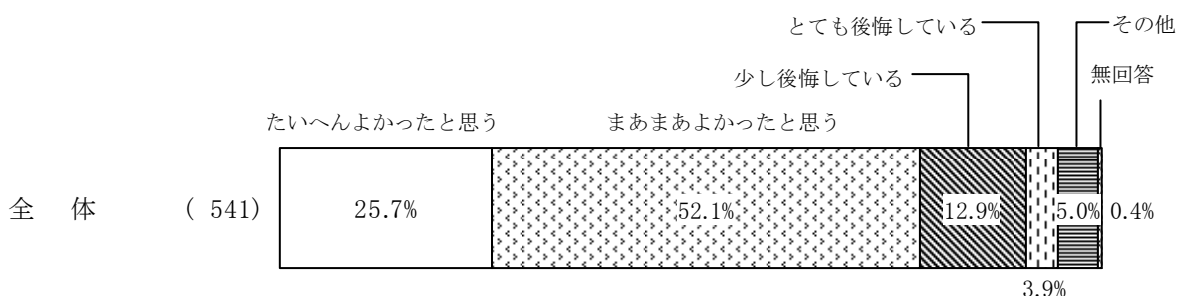 とても後悔している
その他
少し後悔している
無回答
たいへんよかったと思う
まあまあよかったと思う
全 体 ( 541)
25.7%
52.1%
12.9%
5.0%
0.4%
3.9%